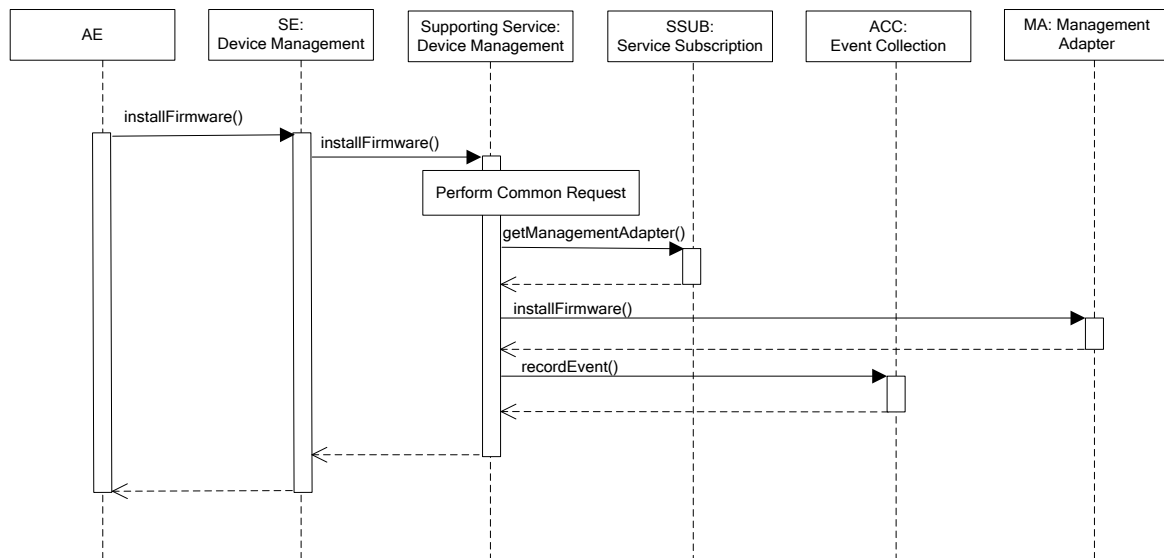 AE
SE:
Device Management
Supporting Service:
Device Management
SSUB:
Service Subscription
ACC:
Event Collection
MA: Management
Adapter
installFirmware()
installFirmware()
Perform Common Request
getManagementAdapter()
installFirmware()
recordEvent()